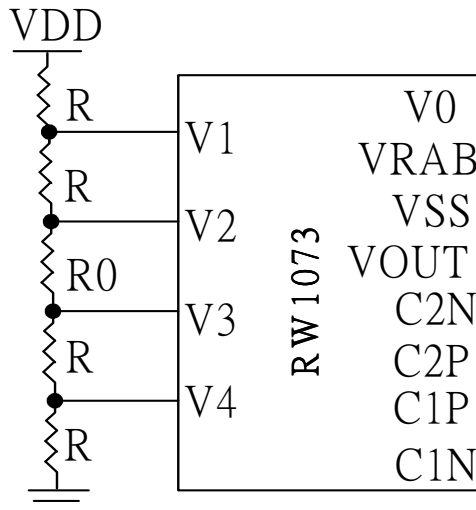 VDD
R
V1
R
V2
R0
V3
R
V4
R
RW1073
V0
VRAB
VSS
VOUT
C2N
C2P
C1P
C1N